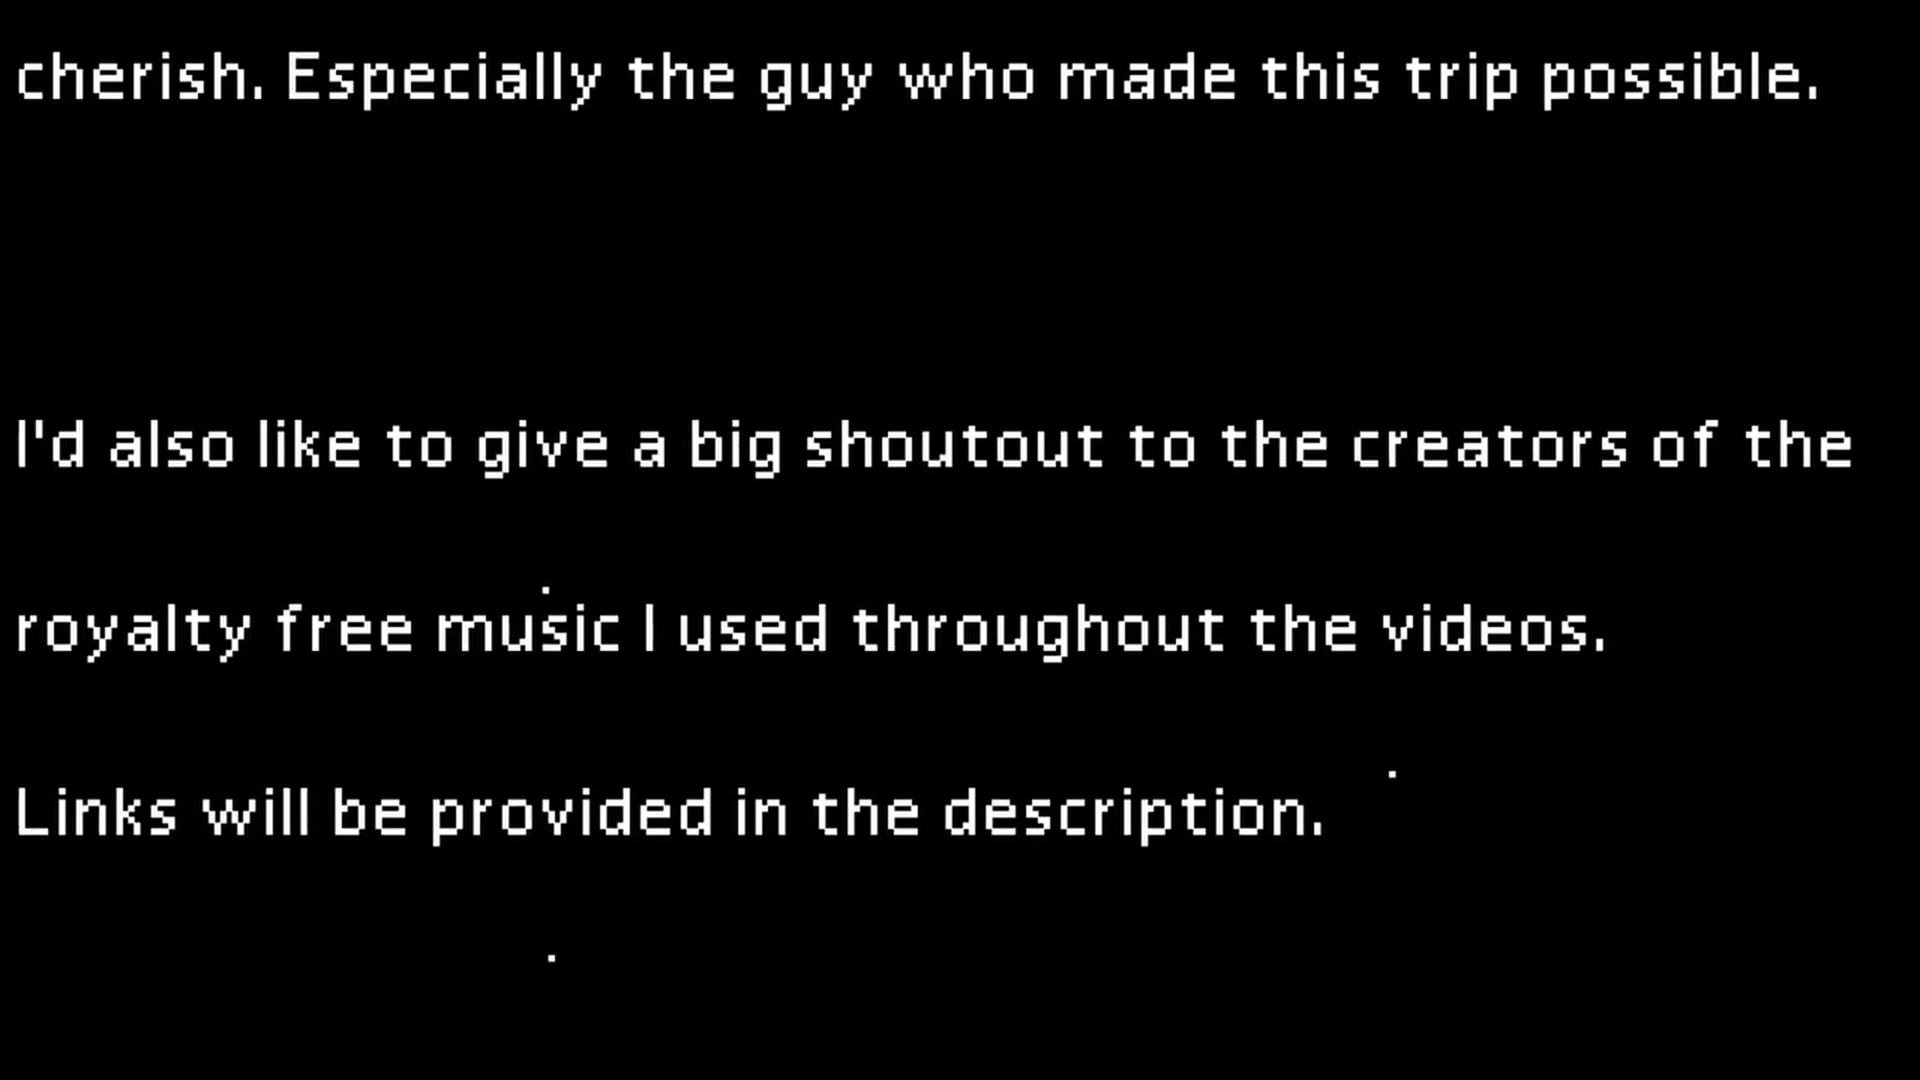 cherish. Especially the guy who made this trip possible.
I'd also like to give a big shoutout to the creators of the
royalty free music I used throughout the videos.
Links will be provided in the description.